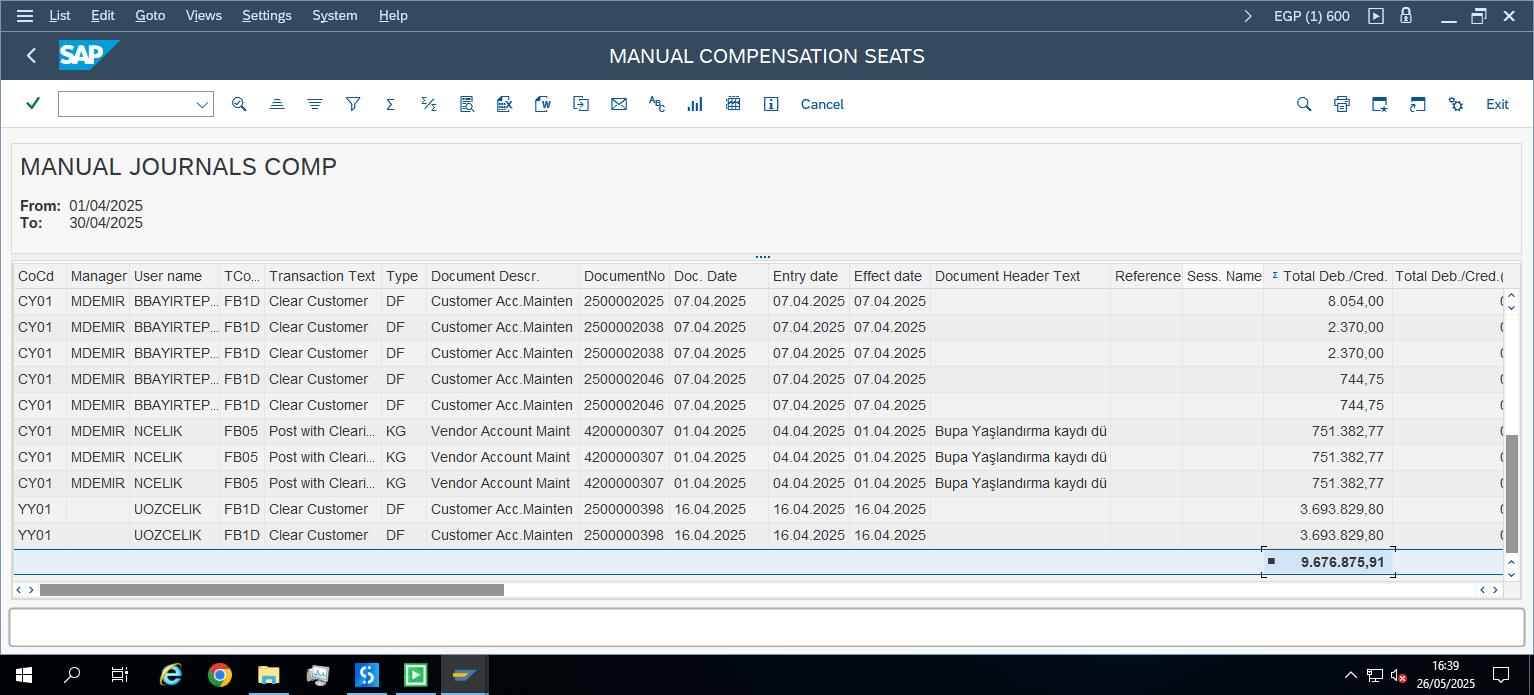 List Edit Goto Views Settings System Help EGP (1) 600
SAP MANUAL COMPENSATION SEATS
Cancel Exit
MANUAL JOURNALS COMP
From: 01/04/2025
To: 30/04/2025
CoCd Manager User name TCo... Transaction Text Type Document Descr. DocumentNo Doc. Date Entry date Effect date Document Header Text Reference Sess. Name Σ Total Deb./Cred. Total Deb./Cred.(
CY01 MDEMIR BBAYIRTEP... FB1D Clear Customer DF Customer Acc.Mainten 2500002025 07.04.2025 07.04.2025 07.04.2025 8.054,00
CY01 MDEMIR BBAYIRTEP... FB1D Clear Customer DF Customer Acc.Mainten 2500002038 07.04.2025 07.04.2025 07.04.2025 2.370,00
CY01 MDEMIR BBAYIRTEP... FB1D Clear Customer DF Customer Acc.Mainten 2500002038 07.04.2025 07.04.2025 07.04.2025 2.370,00
CY01 MDEMIR BBAYIRTEP... FB1D Clear Customer DF Customer Acc.Mainten 2500002046 07.04.2025 07.04.2025 07.04.2025 744,75
CY01 MDEMIR BBAYIRTEP... FB1D Clear Customer DF Customer Acc.Mainten 2500002046 07.04.2025 07.04.2025 07.04.2025 744,75
CY01 MDEMIR NCELIK FB05 Post with Cleari... KG Vendor Account Maint 4200000307 01.04.2025 04.04.2025 01.04.2025 Bupa Yaşlandırma kaydı dü 751.382,77
CY01 MDEMIR NCELIK FB05 Post with Cleari... KG Vendor Account Maint 4200000307 01.04.2025 04.04.2025 01.04.2025 Bupa Yaşlandırma kaydı dü 751.382,77
CY01 MDEMIR NCELIK FB05 Post with Cleari... KG Vendor Account Maint 4200000307 01.04.2025 04.04.2025 01.04.2025 Bupa Yaşlandırma kaydı dü 751.382,77
YY01 UOZCELIK FB1D Clear Customer DF Customer Acc.Mainten 2500000398 16.04.2025 16.04.2025 16.04.2025 3.693.829,80
YY01 UOZCELIK FB1D Clear Customer DF Customer Acc.Mainten 2500000398 16.04.2025 16.04.2025 16.04.2025 3.693.829,80
9.676.875,91
16:39
26/05/2025